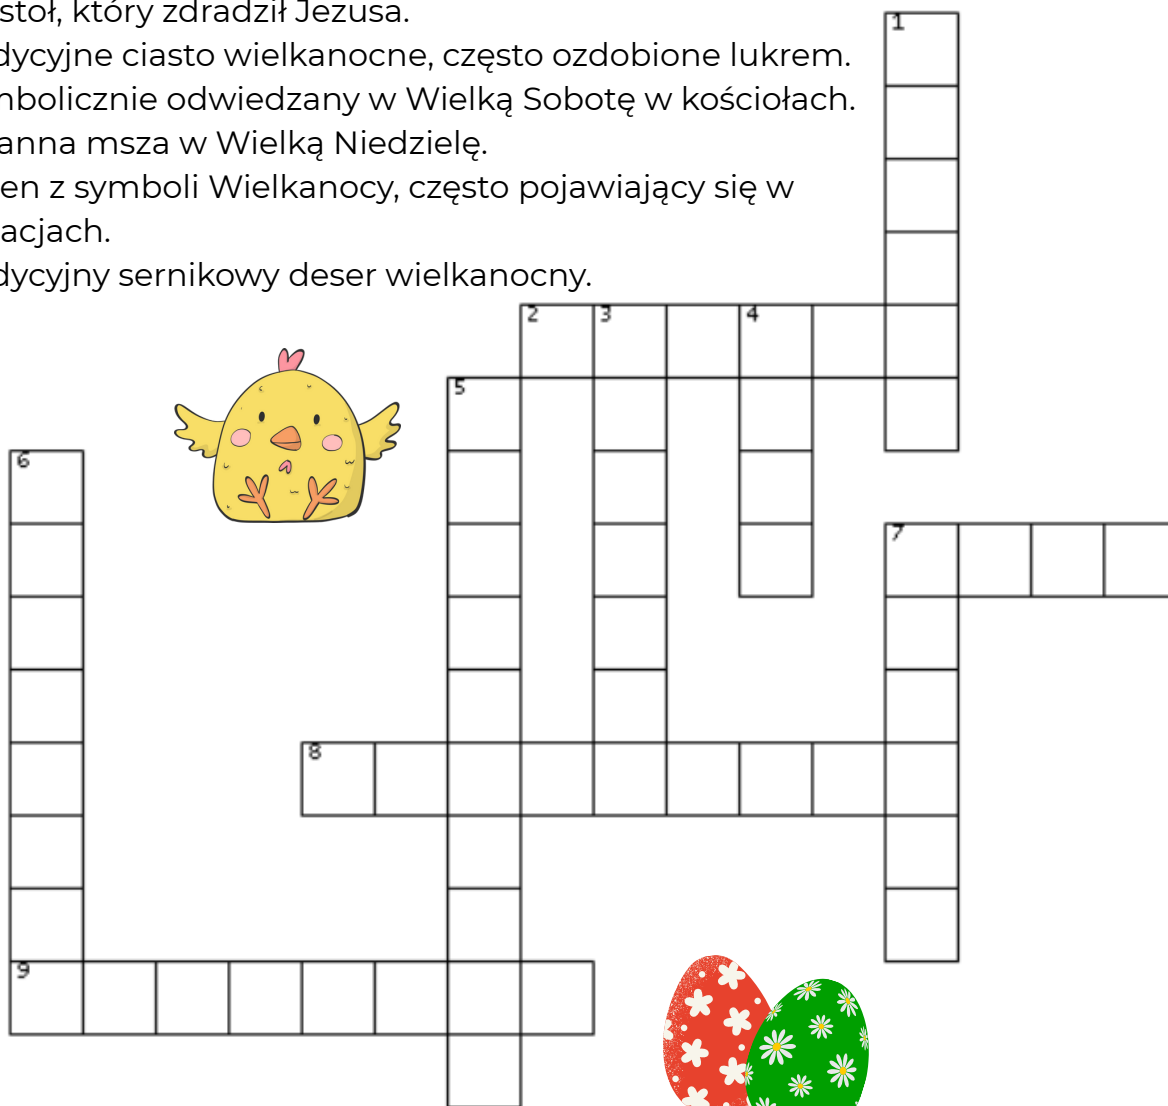 stoł, który zdradził Jezusa.
dycyjne ciasto wielkanocne, często ozdobione lukrem.
nbolicznie odwiedzany w Wielką Sobotę w kościołach.
anna msza w Wielką Niedzielę.
en z symboli Wielkanocy, często pojawiający się w
acjach.
dycyjny sernikowy deser wielkanocny.
1
2 3 4
5
6
7
8
9